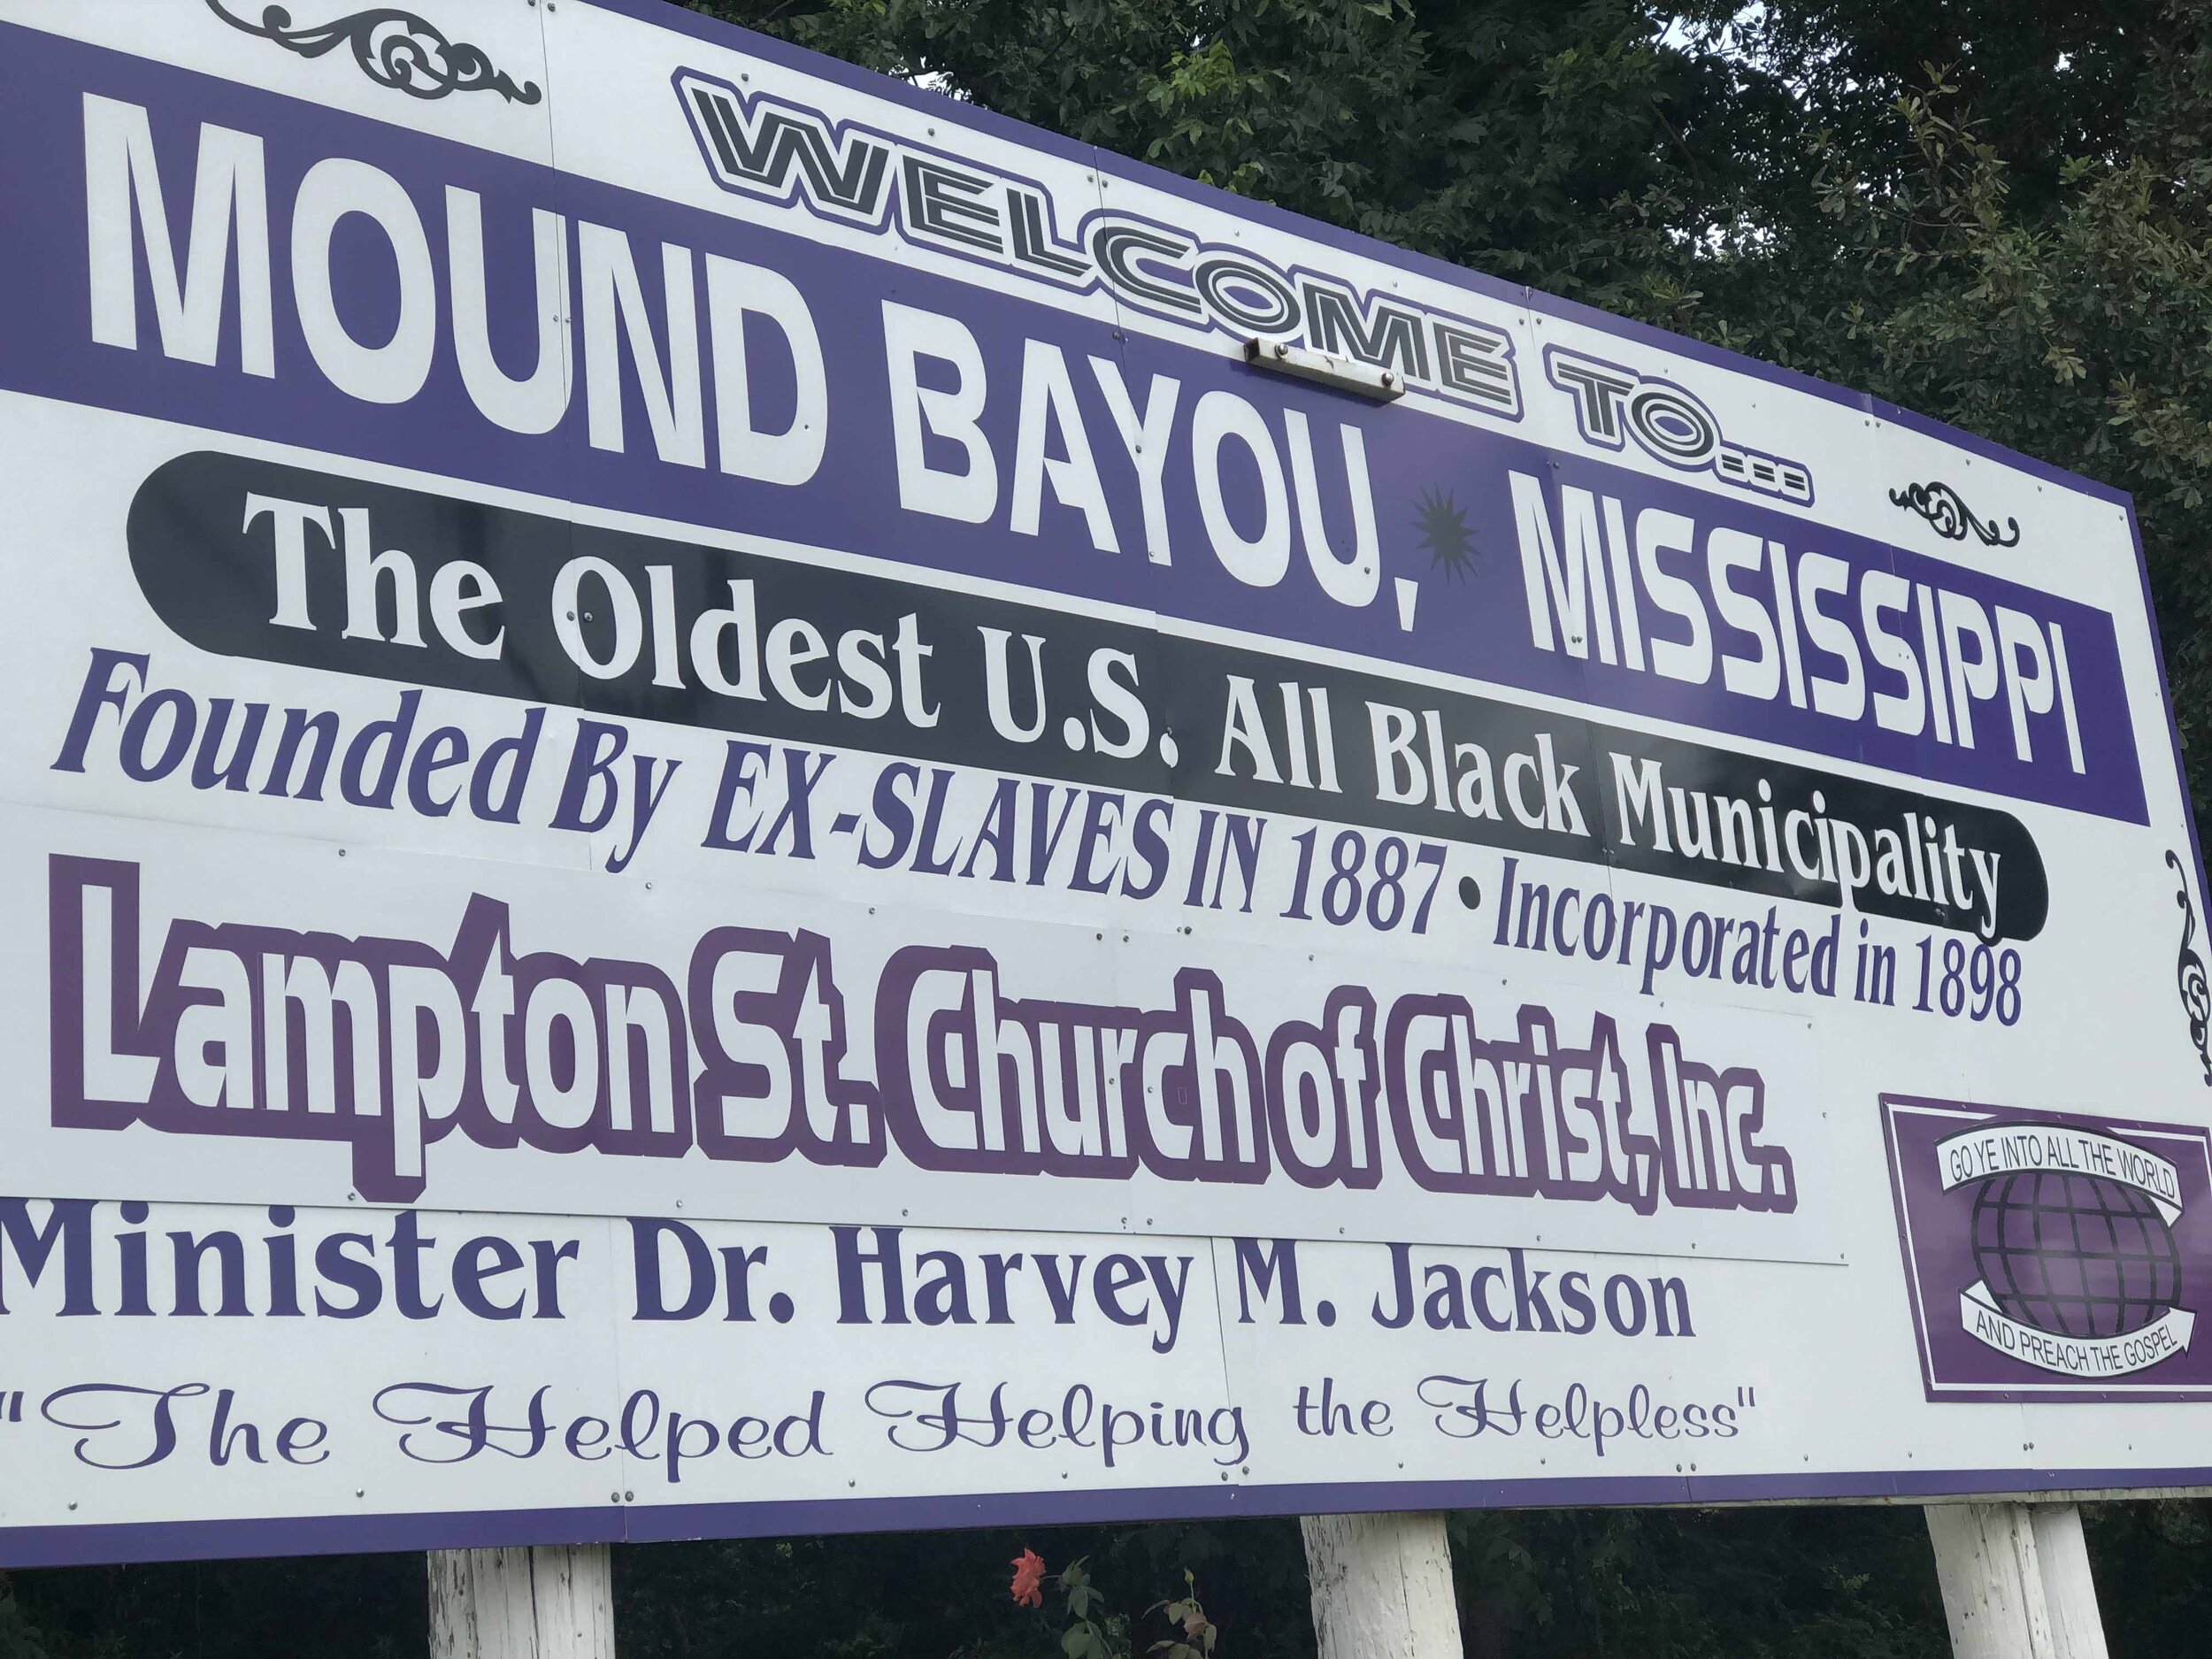 WELCOME TO...
MOUND BAYOU, MISSISSIPPI
The Oldest U.S. All Black Municipality
Founded By EX-SLAVES IN 1887 • Incorporated in 1898
Lampton St. Church of Christ, Inc.
Minister Dr. Harvey M. Jackson
"The Helped Helping the Helpless"
GO YE INTO ALL THE WORLD
AND PREACH THE GOSPEL